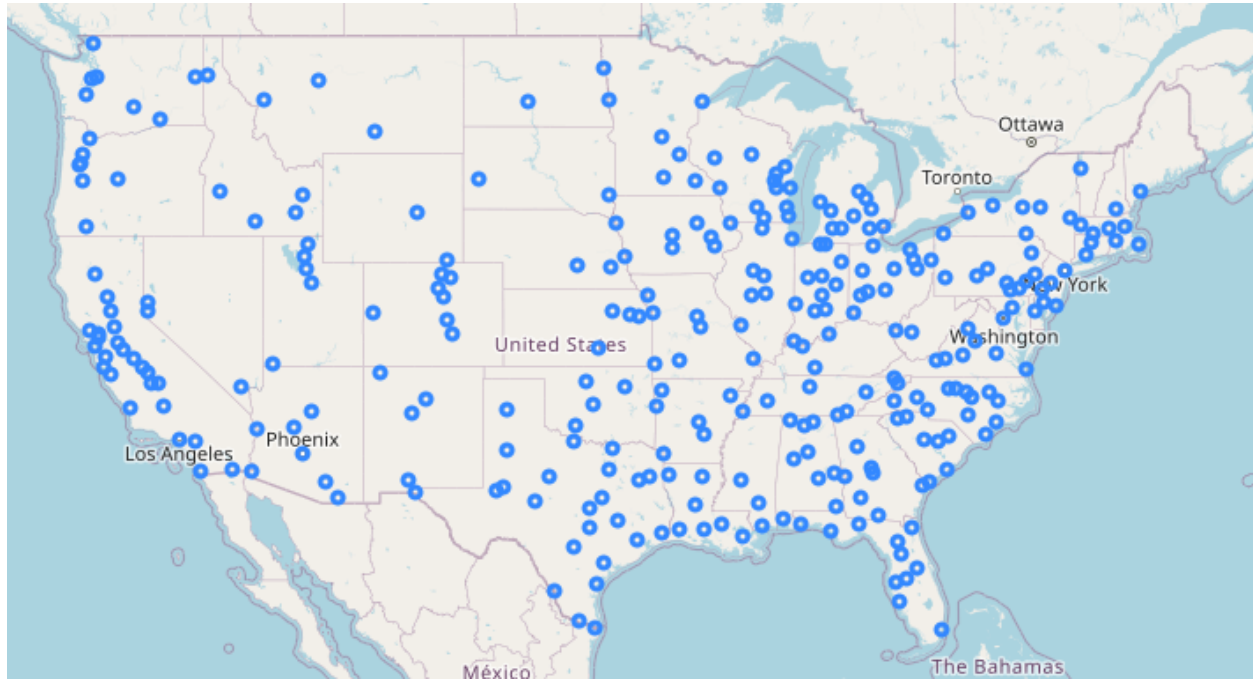 Ottawa
Toronto
New York
Washington
United States
Phoenix
Los Angeles
México
The Bahamas